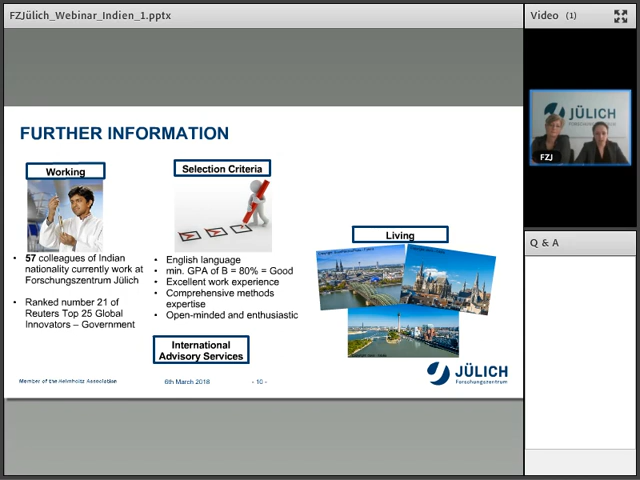 FZJülich_Webinar_Indien_1.pptx
Video (1)
FURTHER INFORMATION
Working
57 colleagues of Indian
nationality currently work at
Forschungszentrum Jülich
Ranked number 21 of
Reuters Top 25 Global
Innovators – Government
Selection Criteria
• English language
• min. GPA of B = 80% = Good
• Excellent work experience
• Comprehensive methods
expertise
• Open-minded and enthusiastic
International
Advisory Services
Living
Member of the Helmholtz Association
6th March 2018
- 10 -
JÜLICH
Forschungszentrum
JÜLICH
FZJ
Q & A